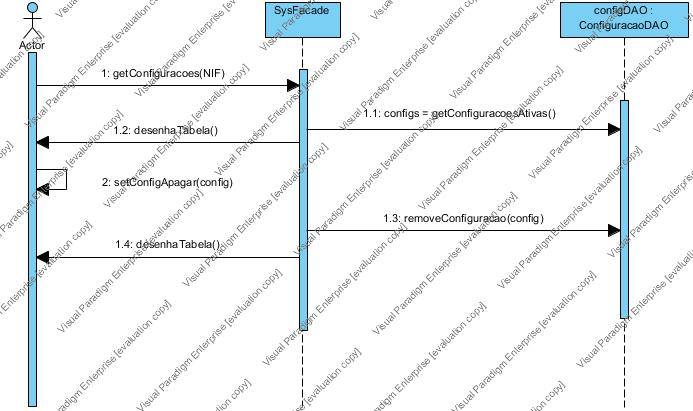 SysFacade
configDAO :
ConfiguracaoDAO
Actor
1: getConfiguracoes(NIF)
1.1: configs = getConfiguracoesAtivas()
1.2: desenhaTabela()
2: setConfigApagar(config)
1.3: removeConfiguracao(config)
1.4: desenhaTabela()
Visual Paradigm Enterprise [evaluation copy]